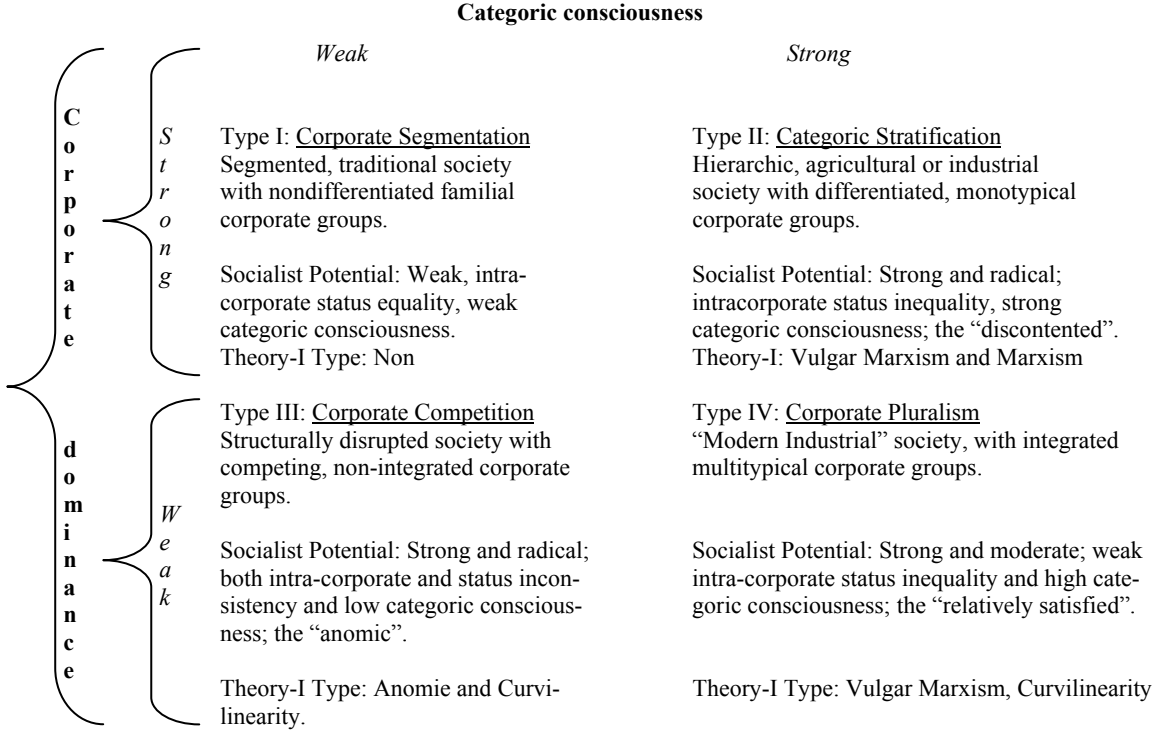 Categoric consciousness
Weak
Strong
Corporate dominance
Strong
Type I: Corporate Segmentation
Segmented, traditional society
with nondifferentiated familial
corporate groups.
Socialist Potential: Weak, intra-
corporate status equality, weak
categoric consciousness.
Theory-I Type: Non
Type II: Categoric Stratification
Hierarchic, agricultural or industrial
society with differentiated, monotypical
corporate groups.
Socialist Potential: Strong and radical;
intracorporate status inequality, strong
categoric consciousness; the “discontented”.
Theory-I: Vulgar Marxism and Marxism
Weak
Type III: Corporate Competition
Structurally disrupted society with
competing, non-integrated corporate
groups.
Socialist Potential: Strong and radical;
both intra-corporate and status incon-
sistency and low categoric conscious-
ness; the “anomic”.
Theory-I Type: Anomie and Curvi-
linearity.
Type IV: Corporate Pluralism
“Modern Industrial” society, with integrated
multitypical corporate groups.
Socialist Potential: Strong and moderate; weak
intra-corporate status inequality and high cate-
goric consciousness; the “relatively satisfied”.
Theory-I Type: Vulgar Marxism, Curvilinearity